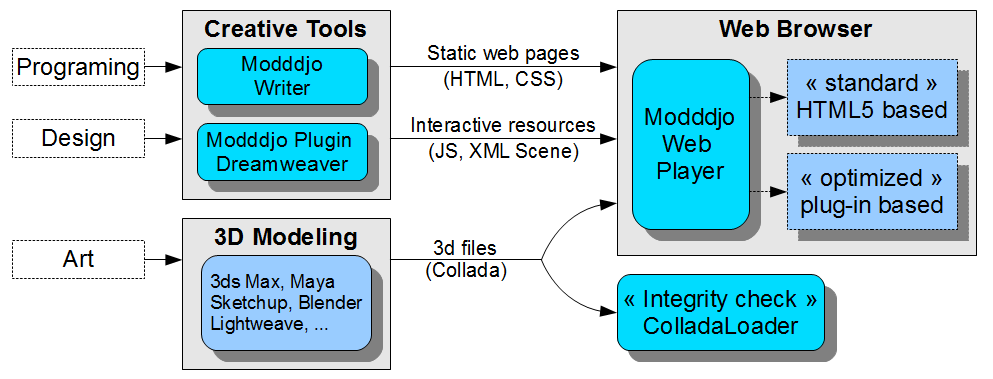 Creative Tools
Web Browser
Programing
Modddjo
Writer
Static web pages
(HTML, CSS)
Modddjo
Web
Player
« standard »
HTML5 based
Design
Modddjo Plugin
Dreamweaver
Interactive resources
(JS, XML Scene)
« optimized »
plug-in based
3D Modeling
Art
3ds Max, Maya
Sketchup, Blender
Lightweave, ...
3d files
(Collada)
« Integrity check »
ColladaLoader